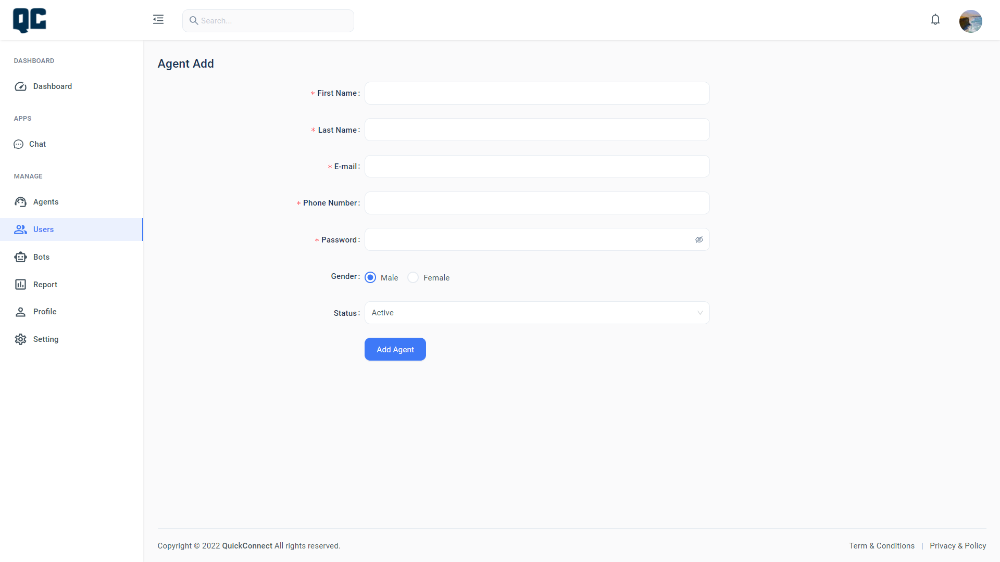 QC
Search...
DASHBOARD
Dashboard
APPS
Chat
MANAGE
Agents
Users
Bots
Report
Profile
Setting
Agent Add
* First Name:
* Last Name:
* E-mail:
* Phone Number:
* Password:
Gender: Male Female
Status: Active
Add Agent
Copyright © 2022 QuickConnect All rights reserved.
Term & Conditions | Privacy & Policy